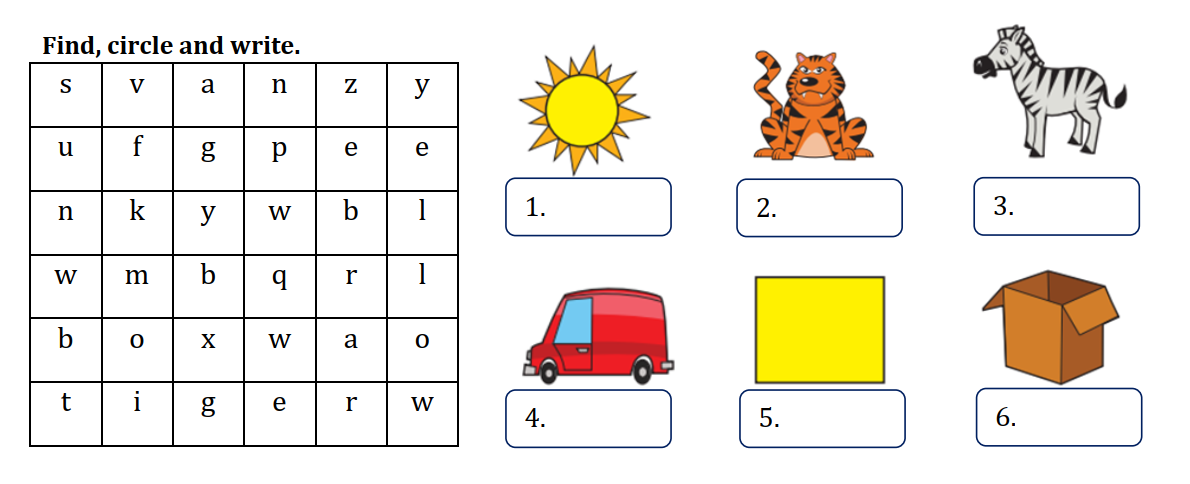 Find, circle and write.
s v a n z y
u f g p e e
n k y w b l
w m b q r l
b o x w a o
t i g e r w
1. 2. 3.
4. 5. 6.